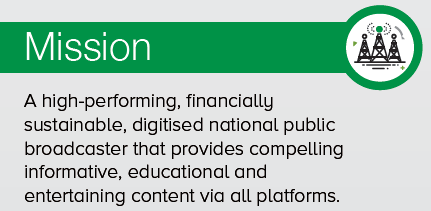 Mission
A high-performing, financially
sustainable, digitised national public
broadcaster that provides compelling
informative, educational and
entertaining content via all platforms.